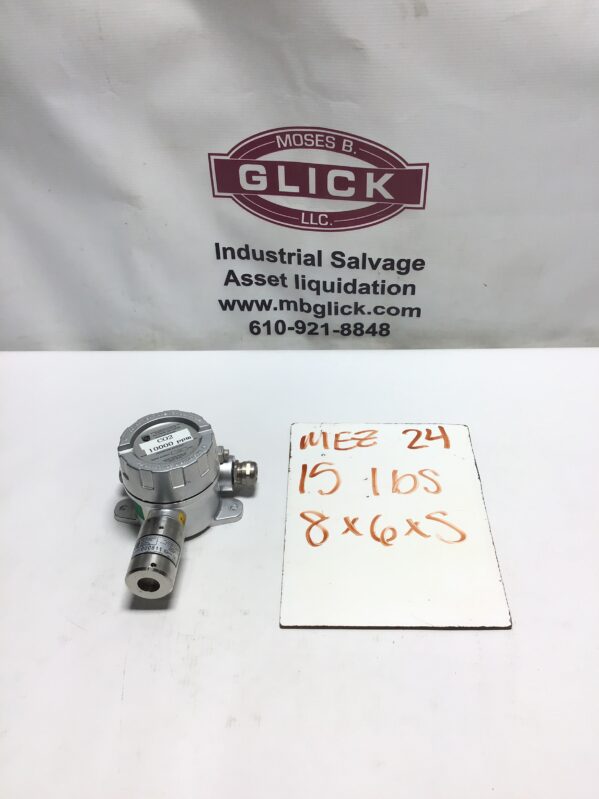 MOSES B.
GLICK
LLC.
Industrial Salvage
Asset liquidation
www.mbglick.com
610-921-8848
CO2
10000 ppm
MEZ 24
15 lbs
8x6x5